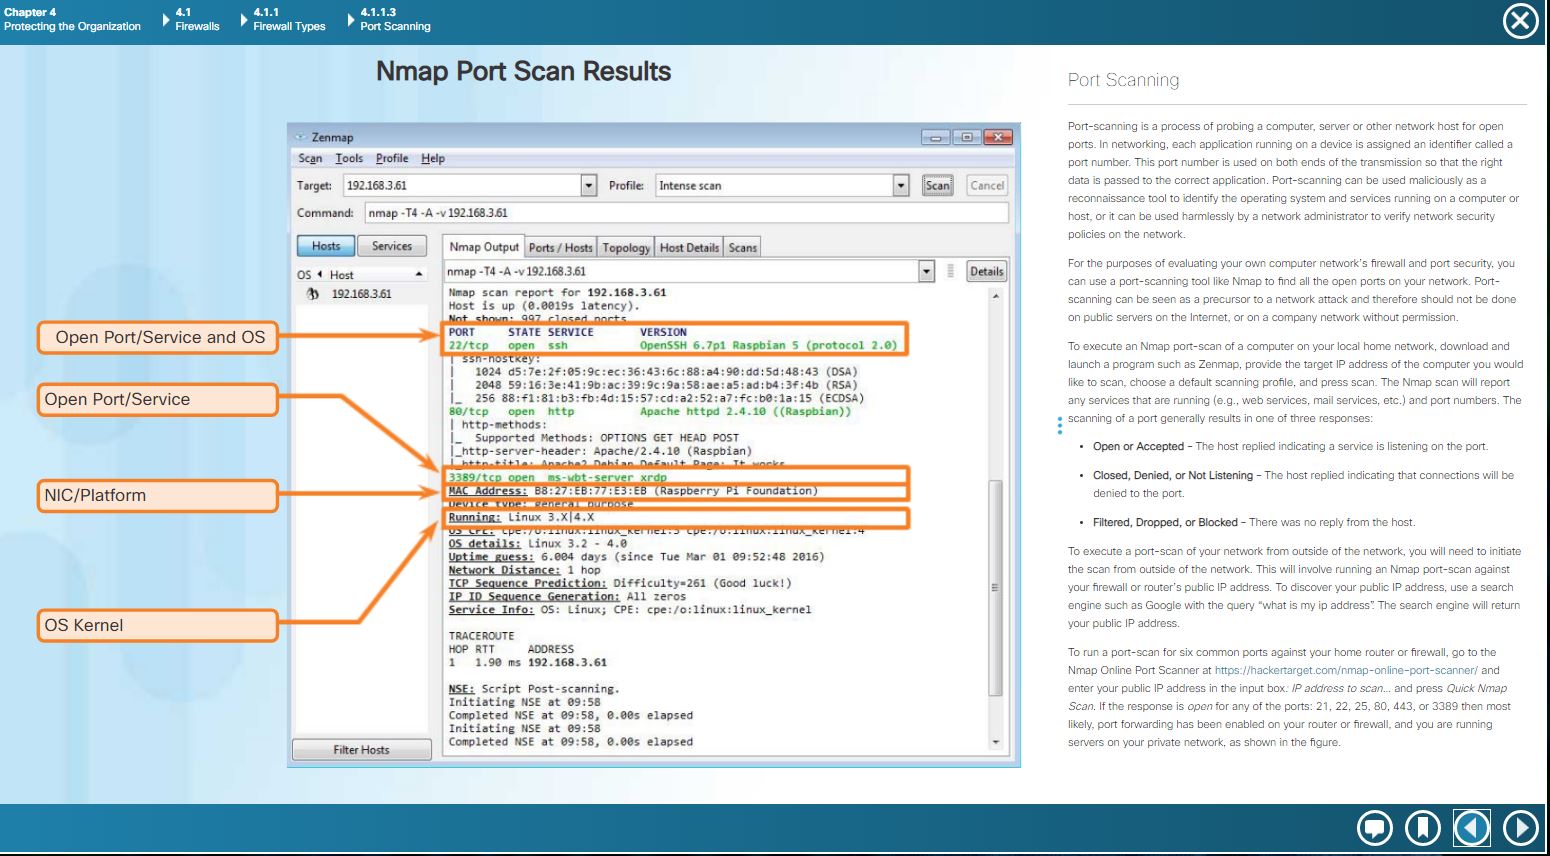 Chapter 4
Protecting the Organization
4.1
Firewalls
4.1.1
Firewall Types
4.1.1.3
Port Scanning
Nmap Port Scan Results
Zenmap
Scan Tools Profile Help
Target: 192.168.3.61 Profile: Intense scan Scan Cancel
Command: nmap -T4 -A -v 192.168.3.61
Hosts Services
Nmap Output Ports / Hosts Topology Host Details Scans
OS Host
192.168.3.61
nmap -T4 -A -v 192.168.3.61 Details
Nmap scan report for 192.168.3.61
Host is up (0.0019s latency).
Not shown: 997 closed ports
PORT STATE SERVICE VERSION
22/tcp open ssh OpenSSH 6.7p1 Raspbian 5 (protocol 2.0)
| ssh-hostkey:
| 1024 d5:7e:2f:05:9c:ec:36:43:6c:88:a4:90:dd:5d:48:43 (DSA)
| 2048 59:16:3e:41:9b:ac:39:9c:9a:58:ae:a5:ad:b4:3f:4b (RSA)
|_ 256 88:f1:81:b3:fb:4d:15:57:cd:a2:52:a7:fc:b0:1a:15 (ECDSA)
80/tcp open http Apache httpd 2.4.10 ((Raspbian))
| http-methods:
|_ Supported Methods: OPTIONS GET HEAD POST
|_http-server-header: Apache/2.4.10 (Raspbian)
|_http-title: Apache2 Debian Default Page: It works
3389/tcp open ms-wbt-server xrdp
MAC Address: B8:27:EB:77:E3:EB (Raspberry Pi Foundation)
Device type: general purpose
Running: Linux 3.X|4.X
OS CPE: cpe:/o:linux:linux_kernel:3 cpe:/o:linux:linux_kernel:4
OS details: Linux 3.2 - 4.0
Uptime guess: 6.004 days (since Tue Mar 01 09:52:48 2016)
Network Distance: 1 hop
TCP Sequence Prediction: Difficulty=261 (Good luck!)
IP ID Sequence Generation: All zeros
Service Info: OS: Linux; CPE: cpe:/o:linux:linux_kernel
TRACEROUTE
HOP RTT ADDRESS
1 1.90 ms 192.168.3.61
NSE: Script Post-scanning.
Initiating NSE at 09:58
Completed NSE at 09:58, 0.00s elapsed
Initiating NSE at 09:58
Completed NSE at 09:58, 0.00s elapsed
Filter Hosts
Open Port/Service and OS
Open Port/Service
NIC/Platform
OS Kernel
Port Scanning
Port-scanning is a process of probing a computer, server or other network host for open
ports. In networking, each application running on a device is assigned an identifier called a
port number. This port number is used on both ends of the transmission so that the right
data is passed to the correct application. Port-scanning can be used maliciously as a
reconnaissance tool to identify the operating system and services running on a computer or
host, or it can be used harmlessly by a network administrator to verify network security
policies on the network.
For the purposes of evaluating your own computer network's firewall and port security, you
can use a port-scanning tool like Nmap to find all the open ports on your network. Port-
scanning can be seen as a precursor to a network attack and therefore should not be done
on public servers on the Internet, or on a company network without permission.
To execute an Nmap port-scan of a computer on your local home network, download and
launch a program such as Zenmap, provide the target IP address of the computer you would
like to scan, choose a default scanning profile, and press scan. The Nmap scan will report
any services that are running (e.g., web services, mail services, etc.) and port numbers. The
scanning of a port generally results in one of three responses:
• Open or Accepted – The host replied indicating a service is listening on the port.
• Closed, Denied, or Not Listening – The host replied indicating that connections will be
denied to the port.
• Filtered, Dropped, or Blocked – There was no reply from the host.
To execute a port-scan of your network from outside of the network, you will need to initiate
the scan from outside of the network. This will involve running an Nmap port-scan against
your firewall or router's public IP address. To discover your public IP address, use a search
engine such as Google with the query “what is my ip address”. The search engine will return
your public IP address.
To run a port-scan for six common ports against your home router or firewall, go to the
Nmap Online Port Scanner at https://hackertarget.com/nmap-online-port-scanner/ and
enter your public IP address in the input box: IP address to scan... and press Quick Nmap
Scan. If the response is open for any of the ports: 21, 22, 25, 80, 443, or 3389 then most
likely, port forwarding has been enabled on your router or firewall, and you are running
servers on your private network, as shown in the figure.